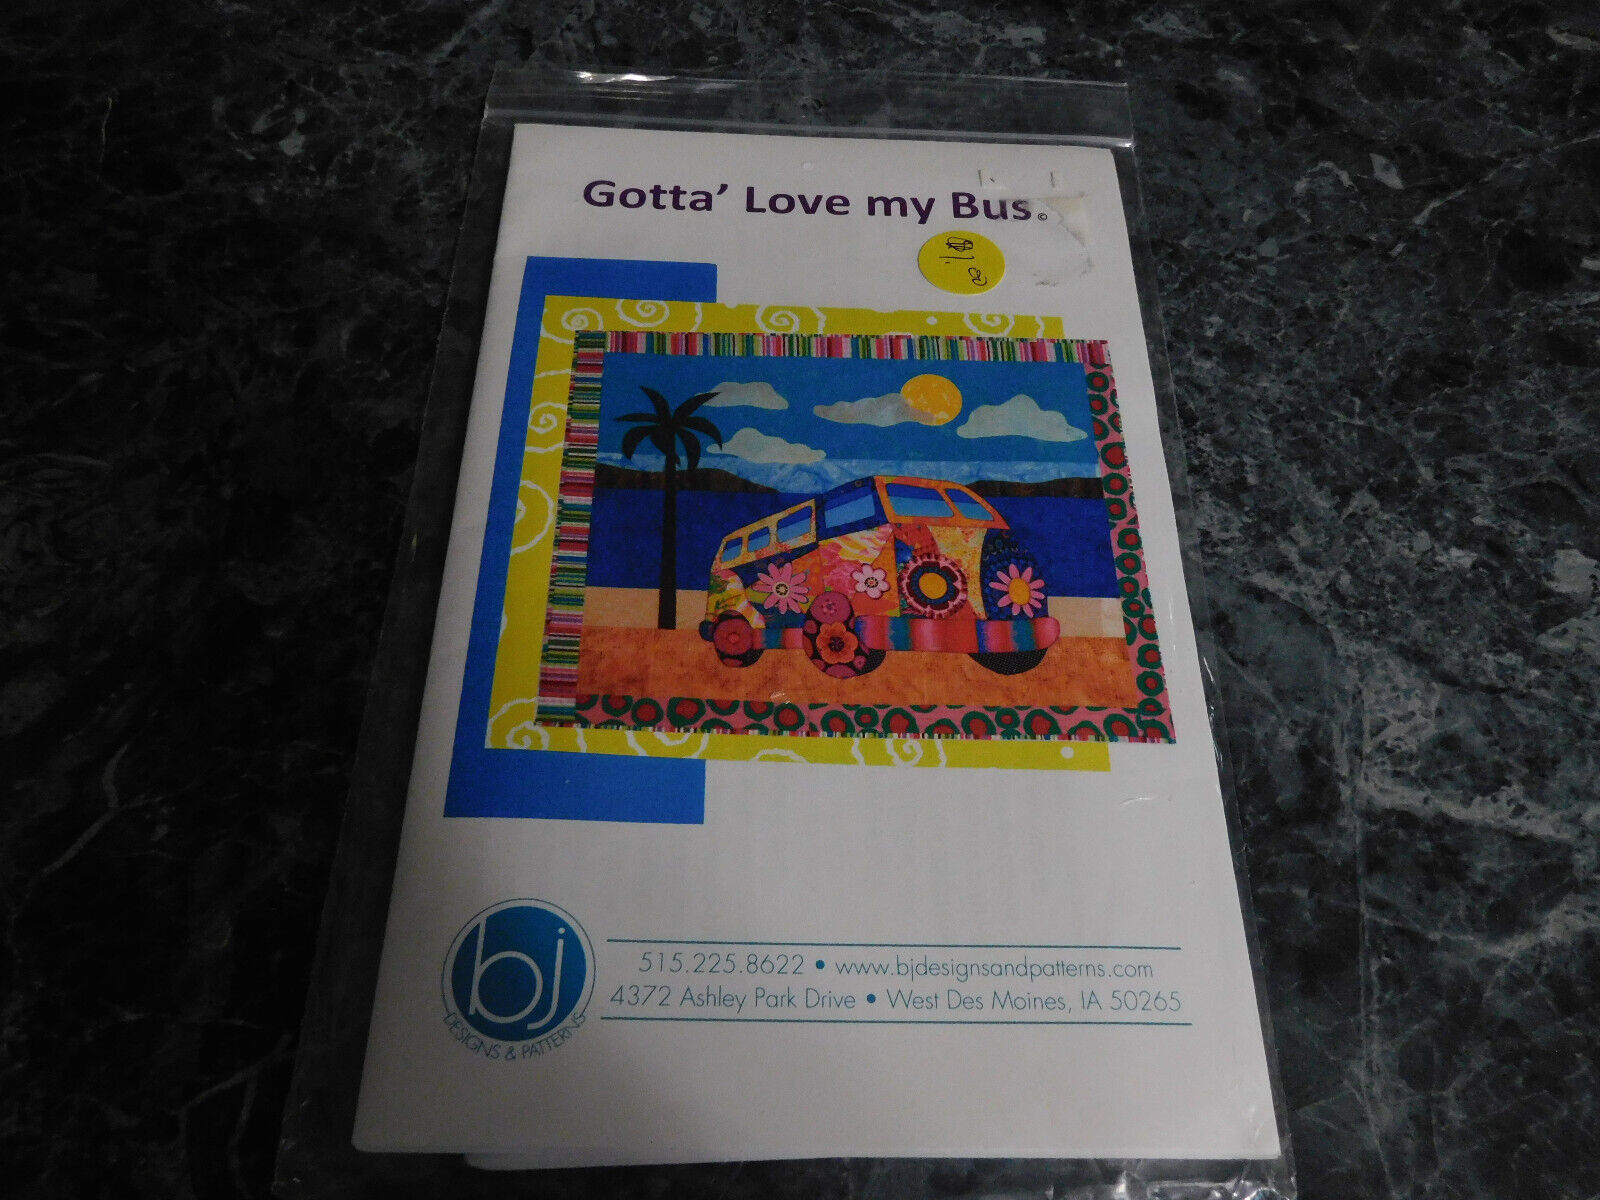 Gotta’ Love my Bus©
bj
DESIGNS & PATTERNS
515.225.8622 • www.bjdesignsandpatterns.com
4372 Ashley Park Drive • West Des Moines, IA 50265